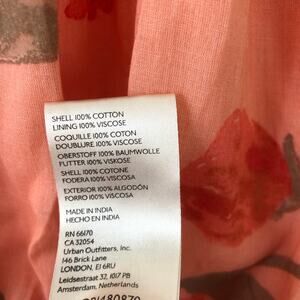 SHELL 100% COTTON
LINING 100% VISCOSE
COQUILLE 100% COTON
DOUBLURE 100% VISCOSE
OBERSTOFF 100% BAUMWOLLE
FUTTER 100% VISKOSE
SHELL 100% COTONE
FODERA 100% VISCOSA
EXTERIOR 100% ALGODÓN
FORRO 100% VISCOSA
MADE IN INDIA
HECHO EN INDIA
RN 66170
CA 32054
Urban Outfitters, Inc.
146 Brick Lane
LONDON, E1 6RU
Leidsestraat 32, 1017 PB
Amsterdam, Netherlands